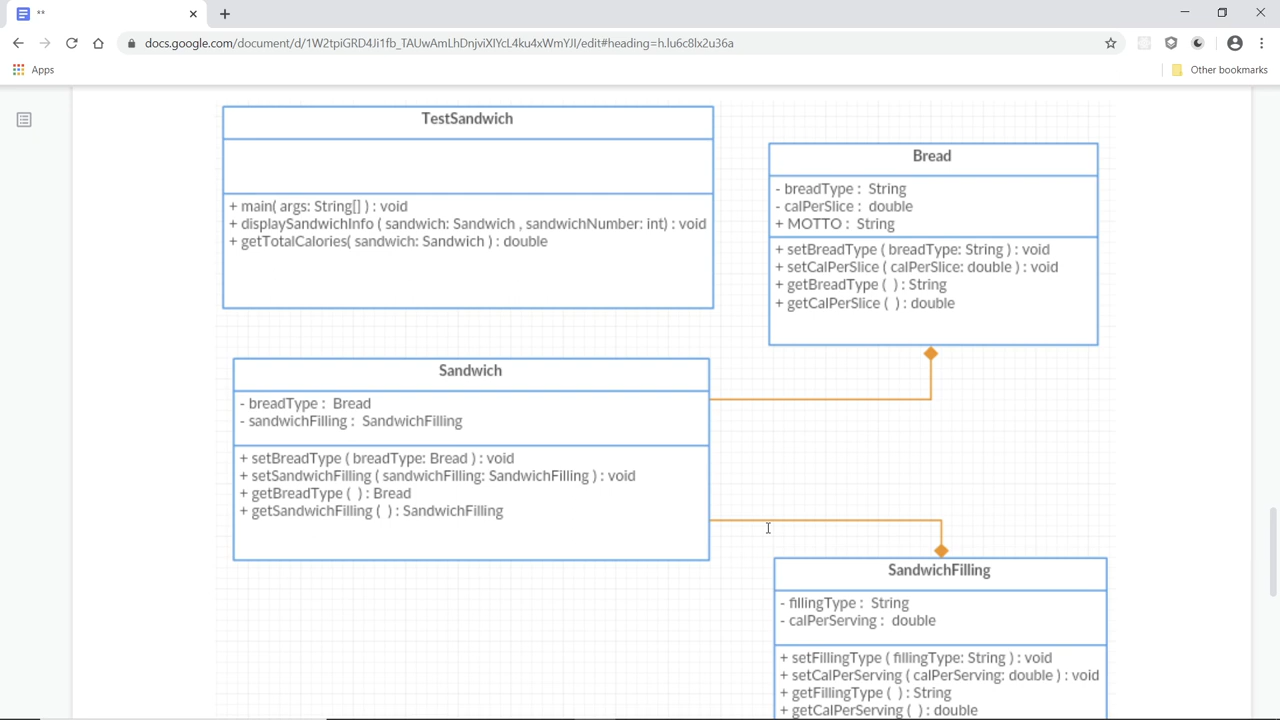 **
docs.google.com/document/d/1W2tpiGRD4Ji1fb_TAUwAmLhDnjviXIYcL4ku4xWmYJI/edit#heading=h.lu6c8lx2u36a
Apps
Other bookmarks
TestSandwich
+ main( args: String[] ) : void
+ displaySandwichInfo ( sandwich: Sandwich , sandwichNumber: int) : void
+ getTotalCalories( sandwich: Sandwich ) : double
Bread
- breadType : String
- calPerSlice : double
+ MOTTO : String
+ setBreadType ( breadType: String ) : void
+ setCalPerSlice ( calPerSlice: double ) : void
+ getBreadType ( ) : String
+ getCalPerSlice ( ) : double
Sandwich
- breadType : Bread
- sandwichFilling : SandwichFilling
+ setBreadType ( breadType: Bread ) : void
+ setSandwichFilling ( sandwichFilling: SandwichFilling ) : void
+ getBreadType ( ) : Bread
+ getSandwichFilling ( ) : SandwichFilling
SandwichFilling
- fillingType : String
- calPerServing : double
+ setFillingType ( fillingType: String ) : void
+ setCalPerServing ( calPerServing: double ) : void
+ getFillingType ( ) : String
+ getCalPerServing ( ) : double